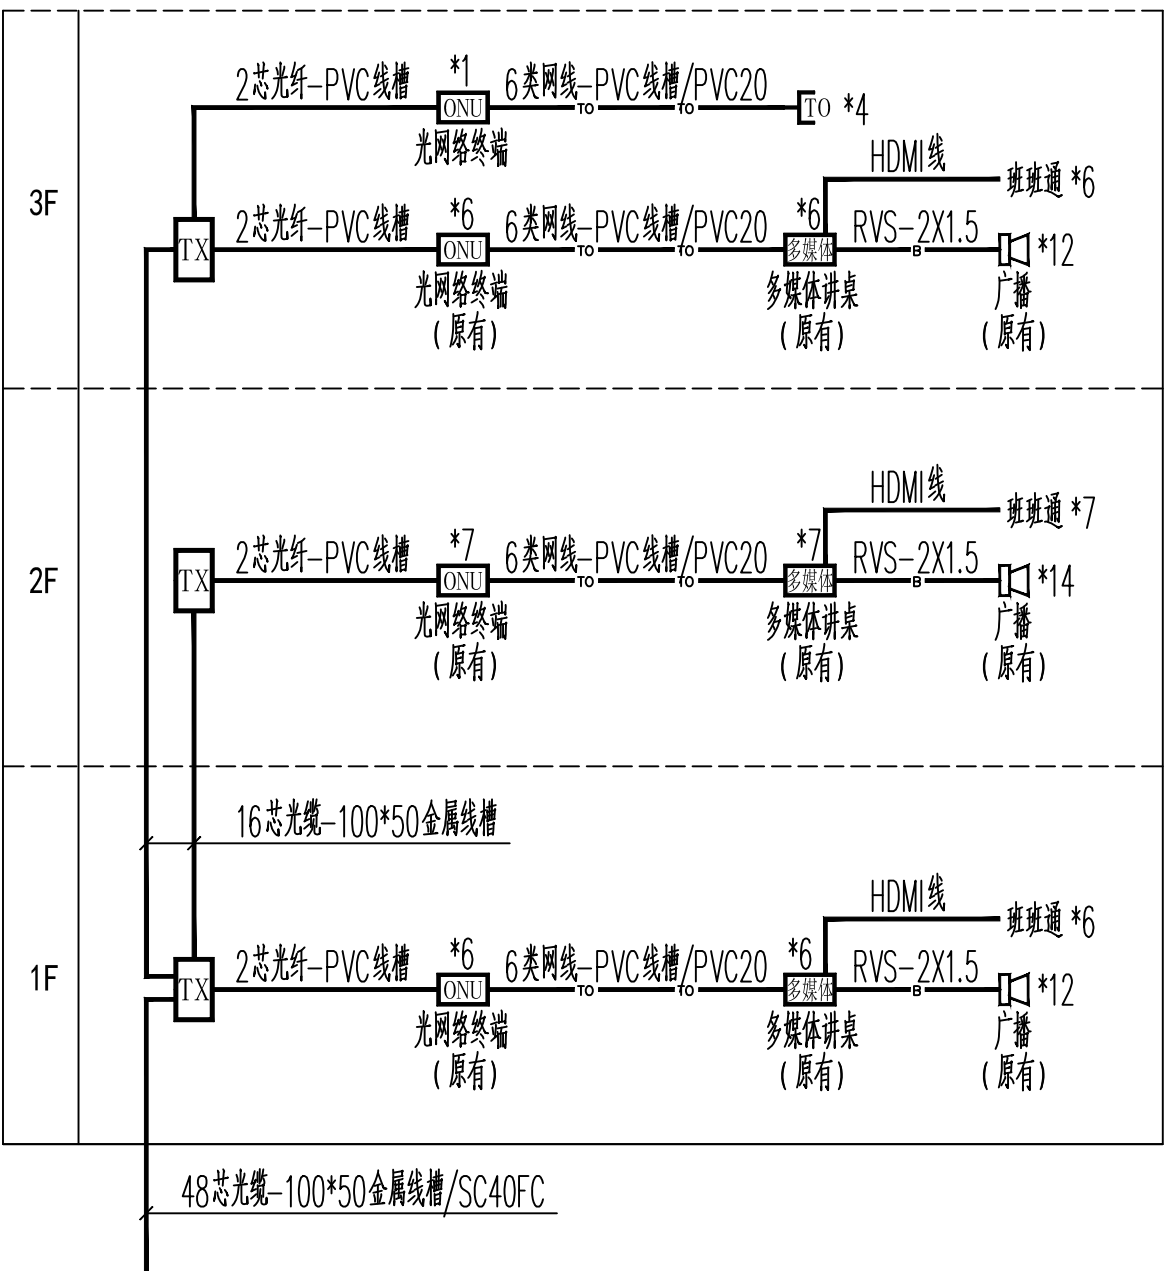 3F
2芯光纤-PVC线槽
*1
ONU
光网络终端
6类网线-PVC线槽/PVC20
TO
TO
TO *4
HDMI线
班班通 *6
TX
2芯光纤-PVC线槽
*6
ONU
光网络终端
(原有)
6类网线-PVC线槽/PVC20
TO
TO
*6
多媒体
多媒体讲桌
(原有)
RVS-2X1.5
B
*12
广播
(原有)
2F
HDMI线
班班通 *7
TX
2芯光纤-PVC线槽
*7
ONU
光网络终端
(原有)
6类网线-PVC线槽/PVC20
TO
TO
*7
多媒体
多媒体讲桌
(原有)
RVS-2X1.5
B
*14
广播
(原有)
16芯光缆-100*50金属线槽
1F
HDMI线
班班通 *6
TX
2芯光纤-PVC线槽
*6
ONU
光网络终端
(原有)
6类网线-PVC线槽/PVC20
TO
TO
*6
多媒体
多媒体讲桌
(原有)
RVS-2X1.5
B
*12
广播
(原有)
48芯光缆-100*50金属线槽/SC40FC